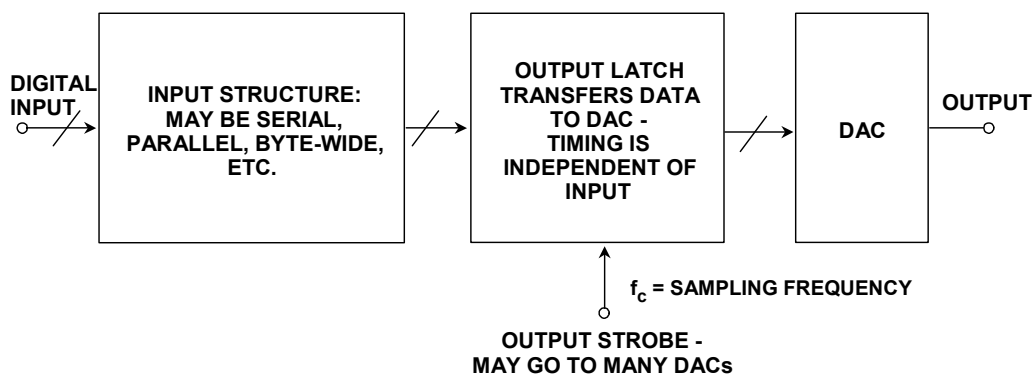 DIGITAL
INPUT
INPUT STRUCTURE:
MAY BE SERIAL,
PARALLEL, BYTE-WIDE,
ETC.
OUTPUT LATCH
TRANSFERS DATA
TO DAC -
TIMING IS
INDEPENDENT OF
INPUT
DAC
OUTPUT
fc = SAMPLING FREQUENCY
OUTPUT STROBE -
MAY GO TO MANY DACs